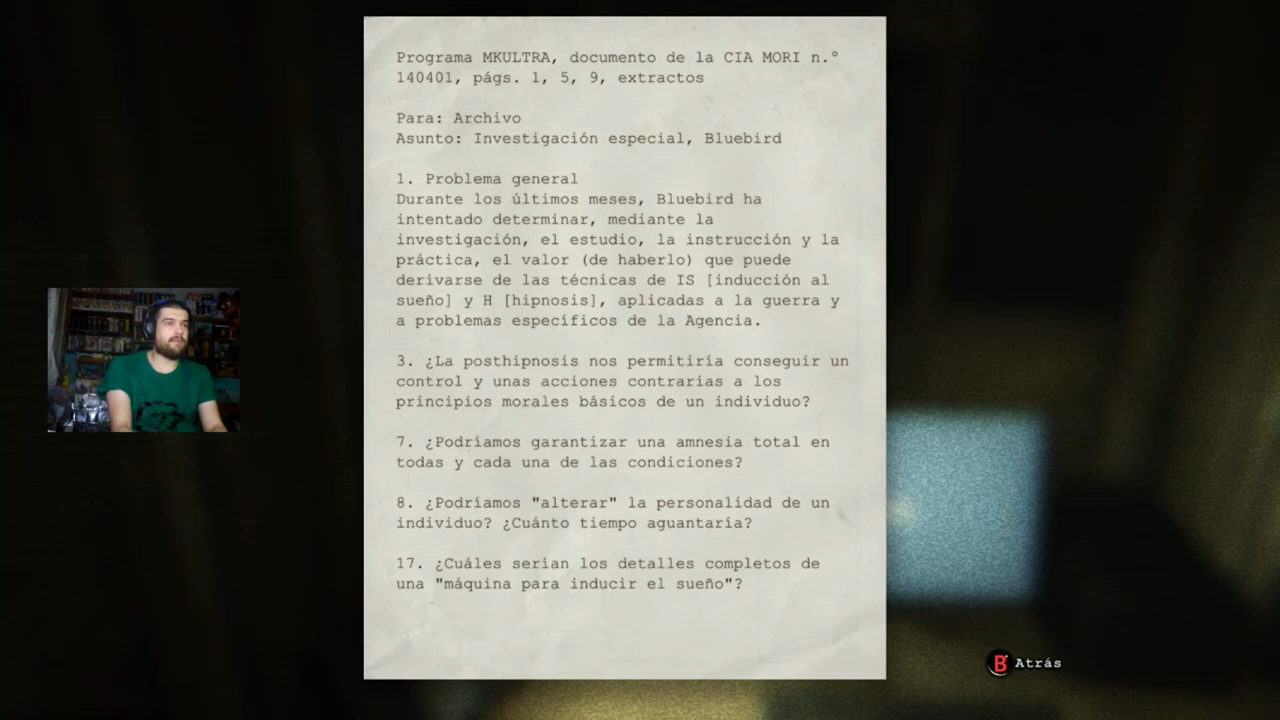 Programa MKULTRA, documento de la CIA MORI n.º
140401, págs. 1, 5, 9, extractos
Para: Archivo
Asunto: Investigación especial, Bluebird
1. Problema general
Durante los últimos meses, Bluebird ha
intentado determinar, mediante la
investigación, el estudio, la instrucción y la
práctica, el valor (de haberlo) que puede
derivarse de las técnicas de IS [inducción al
sueño] y H [hipnosis], aplicadas a la guerra y
a problemas específicos de la Agencia.
3. ¿La posthipnosis nos permitiría conseguir un
control y unas acciones contrarias a los
principios morales básicos de un individuo?
7. ¿Podríamos garantizar una amnesia total en
todas y cada una de las condiciones?
8. ¿Podríamos "alterar" la personalidad de un
individuo? ¿Cuánto tiempo aguantaría?
17. ¿Cuáles serían los detalles completos de
una "máquina para inducir el sueño"?
B Atrás